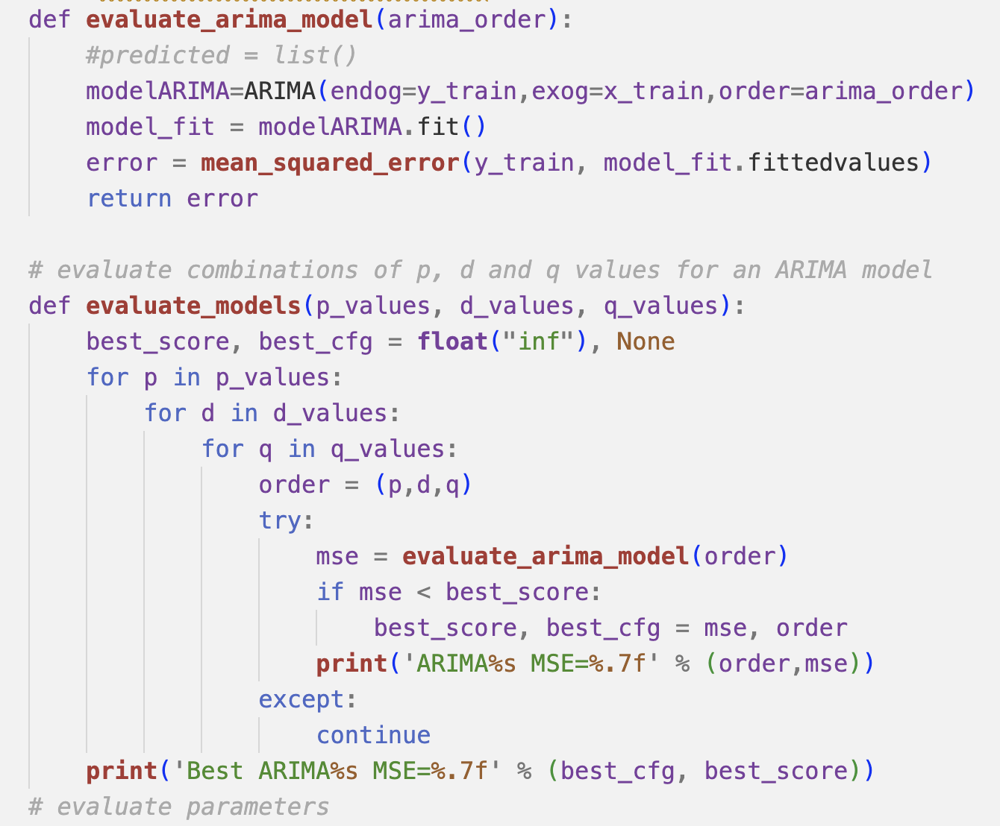 def evaluate_arima_model(arima_order):
    #predicted = list()
    modelARIMA=ARIMA(endog=y_train,exog=x_train,order=arima_order)
    model_fit = modelARIMA.fit()
    error = mean_squared_error(y_train, model_fit.fittedvalues)
    return error
# evaluate combinations of p, d and q values for an ARIMA model
def evaluate_models(p_values, d_values, q_values):
    best_score, best_cfg = float("inf"), None
    for p in p_values:
        for d in d_values:
            for q in q_values:
                order = (p,d,q)
                try:
                    mse = evaluate_arima_model(order)
                    if mse < best_score:
                        best_score, best_cfg = mse, order
                    print('ARIMA%s MSE=%.7f' % (order,mse))
                except:
                    continue
    print('Best ARIMA%s MSE=%.7f' % (best_cfg, best_score))
# evaluate parameters